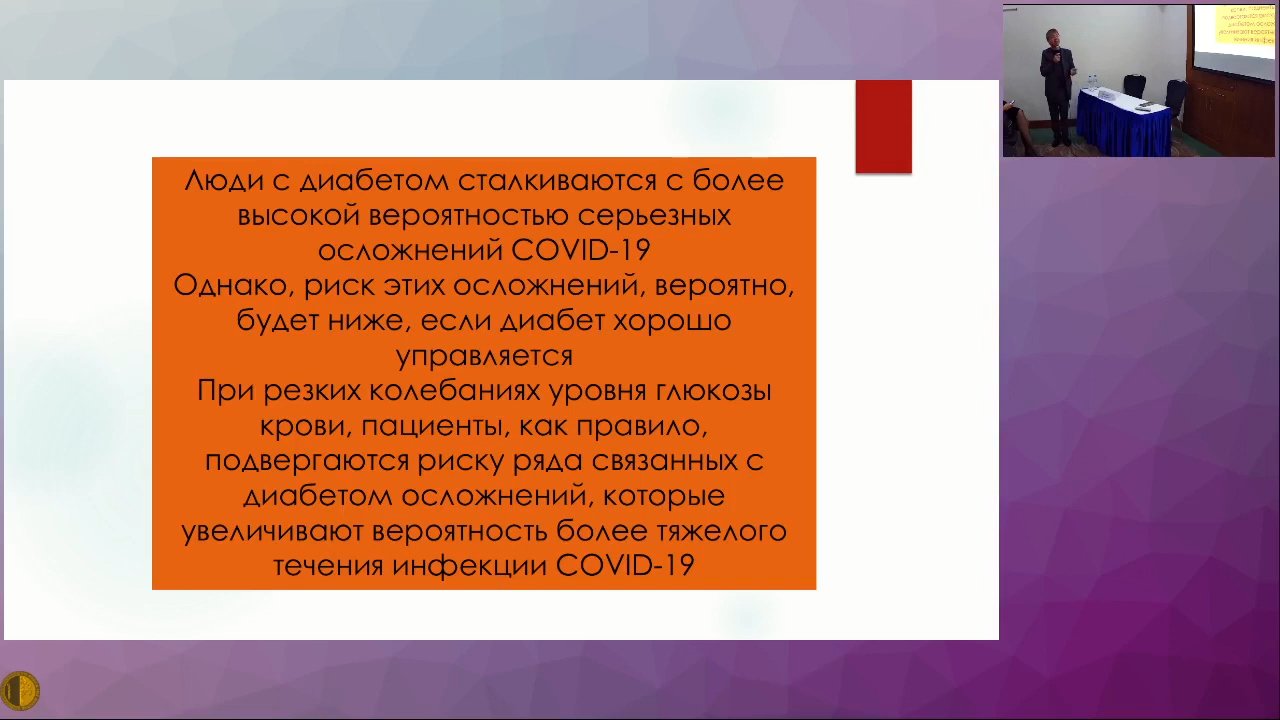 Люди с диабетом сталкиваются с более
высокой вероятностью серьезных
осложнений COVID-19
Однако, риск этих осложнений, вероятно,
будет ниже, если диабет хорошо
управляется
При резких колебаниях уровня глюкозы
крови, пациенты, как правило,
подвергаются риску ряда связанных с
диабетом осложнений, которые
увеличивают вероятность более тяжелого
течения инфекции COVID-19